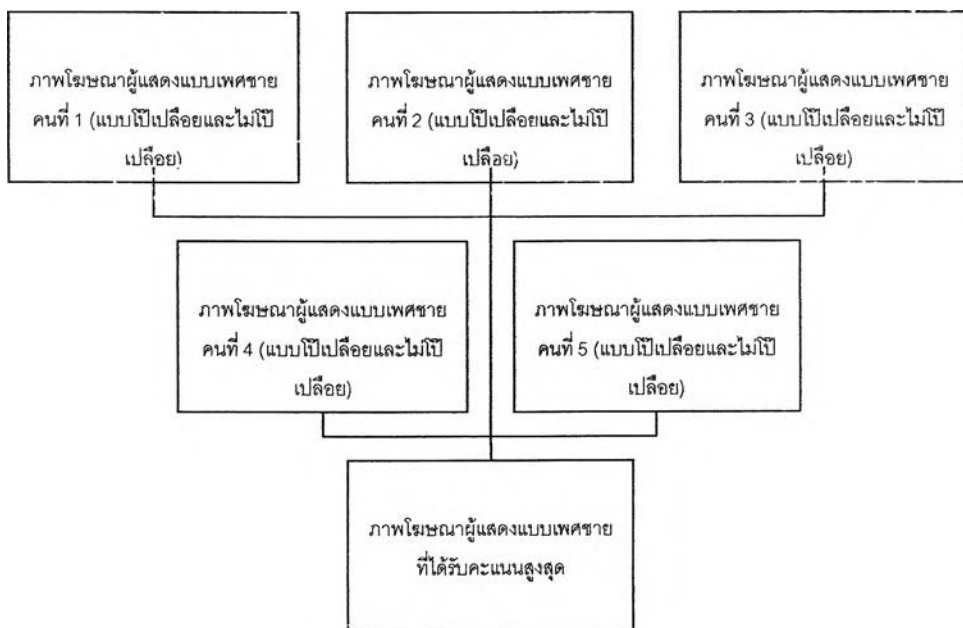 ภาพโฆษณาผู้แสดงแบบเพศชาย
คนที่ 1 (แบบโป๊เปลือยและไม่โป๊
เปลือย)
ภาพโฆษณาผู้แสดงแบบเพศชาย
คนที่ 2 (แบบโป๊เปลือยและไม่โป๊
เปลือย)
ภาพโฆษณาผู้แสดงแบบเพศชาย
คนที่ 3 (แบบโป๊เปลือยและไม่โป๊
เปลือย)
ภาพโฆษณาผู้แสดงแบบเพศชาย
คนที่ 4 (แบบโป๊เปลือยและไม่โป๊
เปลือย)
ภาพโฆษณาผู้แสดงแบบเพศชาย
คนที่ 5 (แบบโป๊เปลือยและไม่โป๊
เปลือย)
ภาพโฆษณาผู้แสดงแบบเพศชาย
ที่ได้รับคะแนนสูงสุด